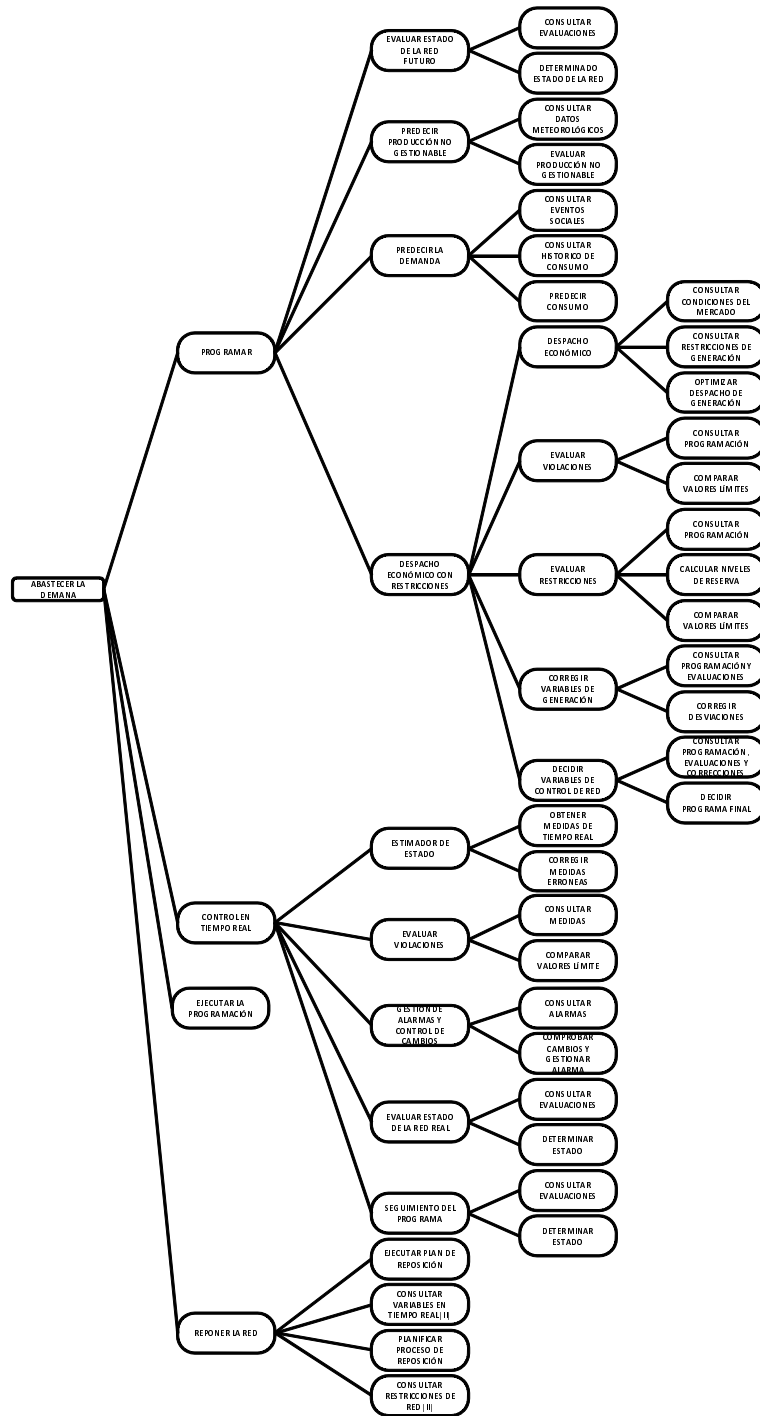 CONSULTAR
EVALUACIONES
EVALUAR ESTADO
DE LA RED
FUTURO
DETERMINADO
ESTADO DE LA RED
CONSULTAR
DATOS
METEOROLÓGICOS
PREDECIR
PRODUCCIÓN NO
GESTIONABLE
EVALUAR
PRODUCCIÓN NO
GESTIONABLE
CONSULTAR
EVENTOS
SOCIALES
PREDECIR LA
DEMANDA
CONSULTAR
HISTORICO DE
CONSUMO
PREDECIR
CONSUMO
CONSULTAR
CONDICIONES DEL
MERCADO
PROGRAMAR
DESPACHO
ECONÓMICO
CONSULTAR
RESTRICCIONES DE
GENERACIÓN
OPTIMIZAR
DESPACHO DE
GENERACIÓN
CONSULTAR
PROGRAMACIÓN
EVALUAR
VIOLACIONES
COMPARAR
VALORES LÍMITES
CONSULTAR
PROGRAMACIÓN
ABASTECER LA
DEMANA
DESPACHO
ECONÓMICO CON
RESTRICCIONES
EVALUAR
RESTRICCIONES
CALCULAR NIVELES
DE RESERVA
COMPARAR
VALORES LÍMITES
CONSULTAR
PROGRAMACIÓN Y
EVALUACIONES
CORREGIR
VARIABLES DE
GENERACIÓN
CORREGIR
DESVIACIONES
CONSULTAR
PROGRAMACIÓN,
EVALUACIONES Y
CORRECCIONES
DECIDIR
VARIABLES DE
CONTROL DE RED
DECIDIR
PROGRAMA FINAL
OBTENER
MEDIDAS DE
TIEMPO REAL
ESTIMADOR DE
ESTADO
CORREGIR
MEDIDAS
ERRONEAS
CONTROL EN
TIEMPO REAL
CONSULTAR
MEDIDAS
EVALUAR
VIOLACIONES
COMPARAR
VALORES LÍMITE
EJECUTAR LA
PROGRAMACIÓN
CONSULTAR
ALARMAS
GESTION DE
ALARMAS Y
CONTROL DE
CAMBIOS
COMPROBAR
CAMBIOS Y
GESTIONAR
ALARMA
CONSULTAR
EVALUACIONES
EVALUAR ESTADO
DE LA RED REAL
DETERMINAR
ESTADO
CONSULTAR
EVALUACIONES
SEGUIMIENTO DEL
PROGRAMA
DETERMINAR
ESTADO
EJECUTAR PLAN DE
REPOSICIÓN
CONSULTAR
VARIABLES EN
TIEMPO REAL|II|
REPONER LA RED
PLANIFICAR
PROCESO DE
REPOSICIÓN
CONSULTAR
RESTRICCIONES DE
RED|II|